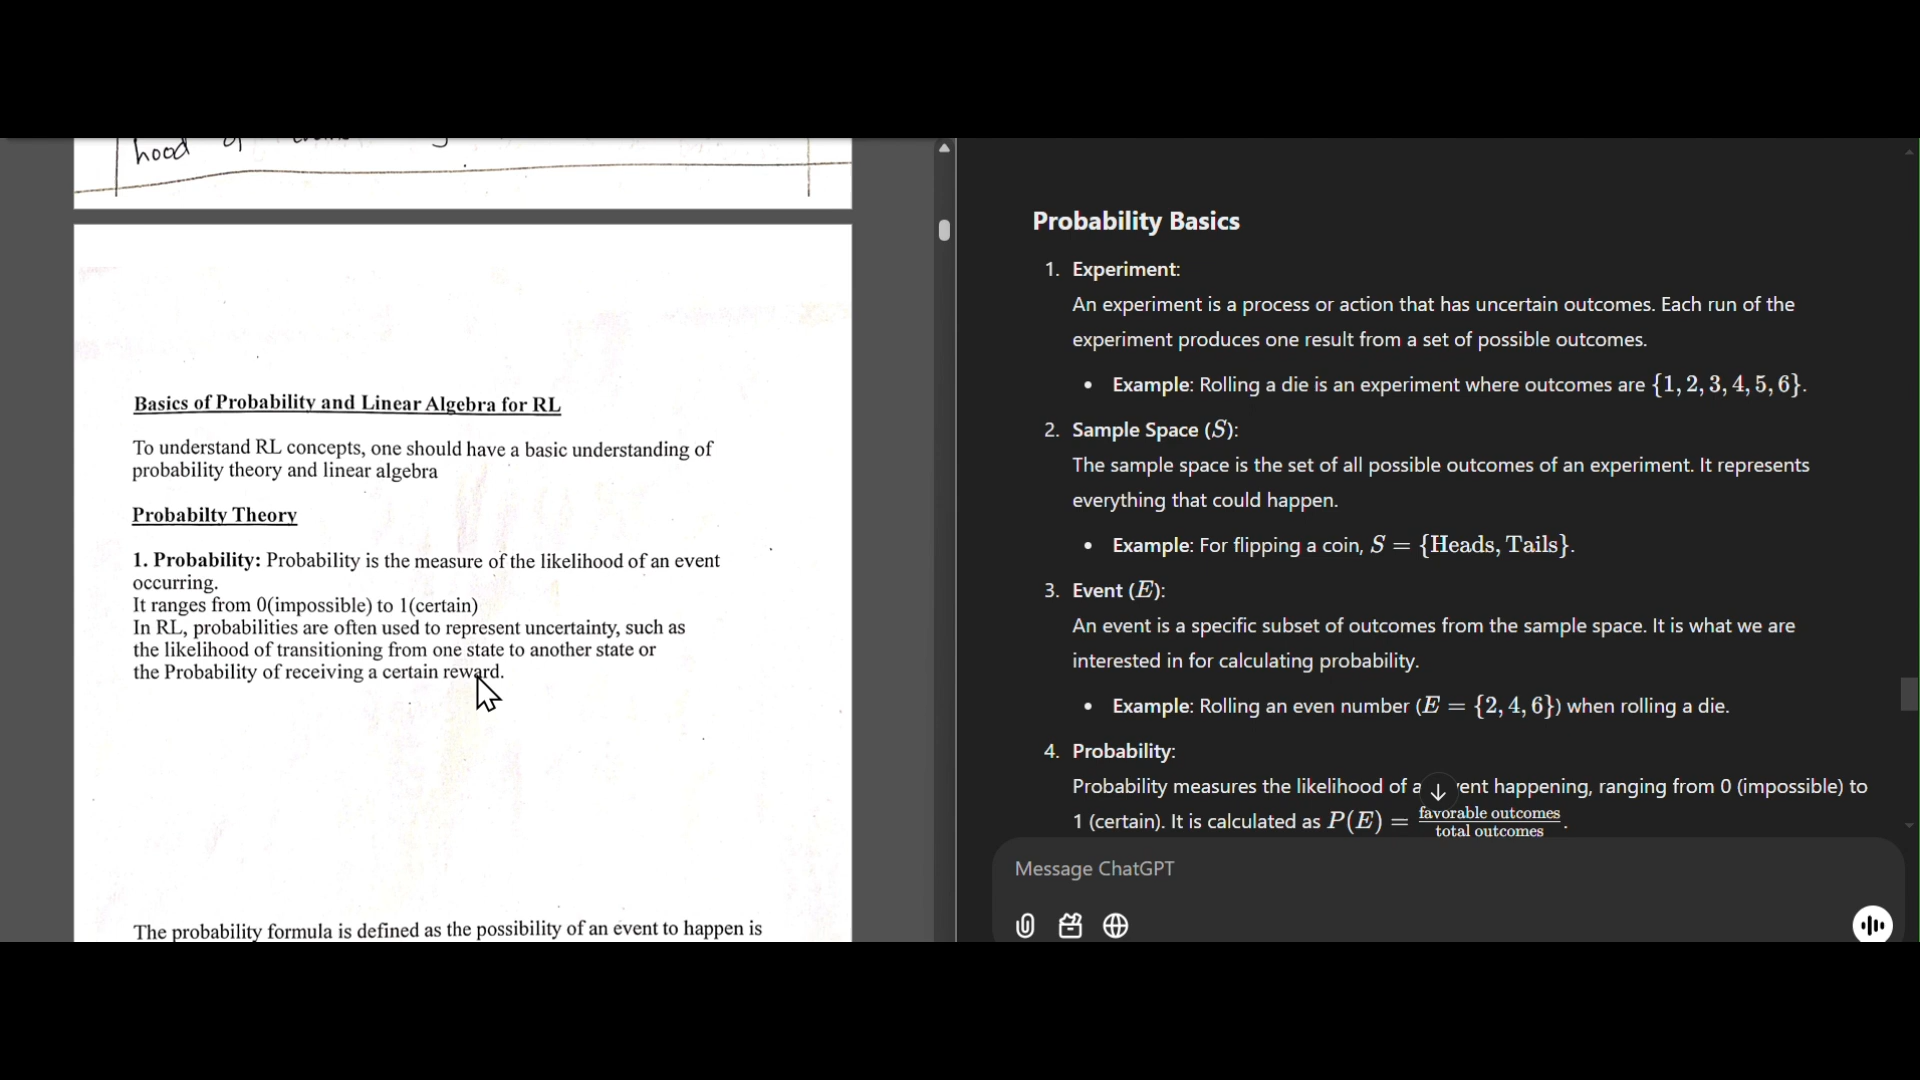 hood of
Basics of Probability and Linear Algebra for RL
To understand RL concepts, one should have a basic understanding of
probability theory and linear algebra
Probabilty Theory
1. Probability: Probability is the measure of the likelihood of an event
occurring.
It ranges from 0(impossible) to 1(certain)
In RL, probabilities are often used to represent uncertainty, such as
the likelihood of transitioning from one state to another state or
the Probability of receiving a certain reward.
The probability formula is defined as the possibility of an event to happen is
Probability Basics
1. Experiment:
An experiment is a process or action that has uncertain outcomes. Each run of the
experiment produces one result from a set of possible outcomes.
• Example: Rolling a die is an experiment where outcomes are {1, 2, 3, 4, 5, 6}.
2. Sample Space (S):
The sample space is the set of all possible outcomes of an experiment. It represents
everything that could happen.
• Example: For flipping a coin, S = {Heads, Tails}.
3. Event (E):
An event is a specific subset of outcomes from the sample space. It is what we are
interested in for calculating probability.
• Example: Rolling an even number (E = {2, 4, 6}) when rolling a die.
4. Probability:
Probability measures the likelihood of a vent happening, ranging from 0 (impossible) to
1 (certain). It is calculated as P(E) = favorable outcomes / total outcomes.
Message ChatGPT